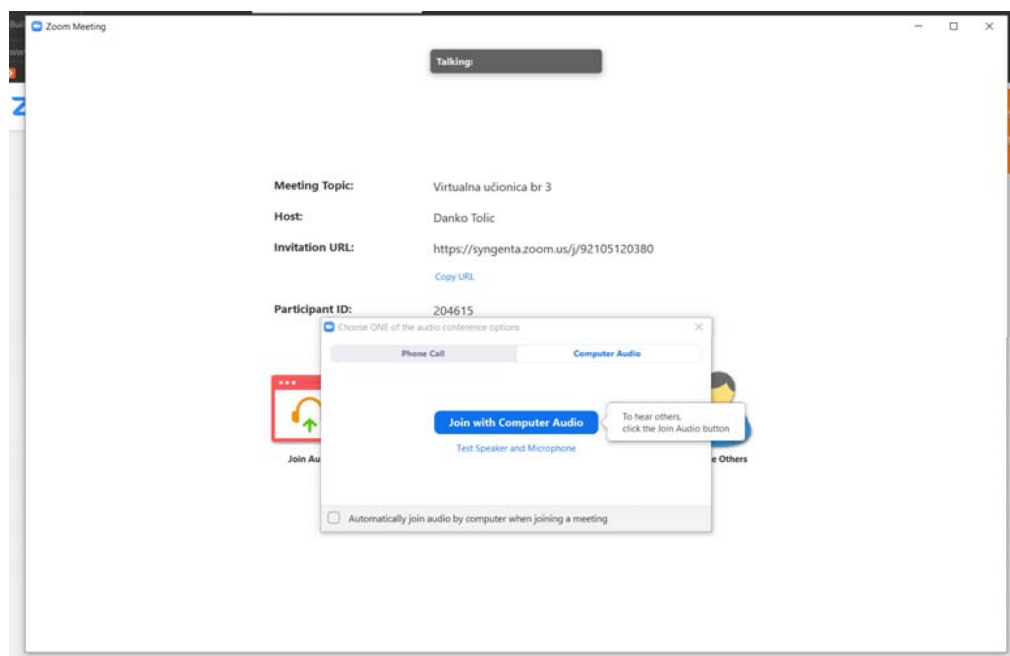 Zoom Meeting
Talking:
Meeting Topic: Virtualna učionica br 3
Host: Danko Tolic
Invitation URL: https://syngenta.zoom.us/j/92105120380
Copy URL
Participant ID: 204615
Choose ONE of the audio conference options
Phone Call Computer Audio
Join with Computer Audio
To hear others,
click the Join Audio button
Test Speaker and Microphone
Join Au
e Others
Automatically join audio by computer when joining a meeting